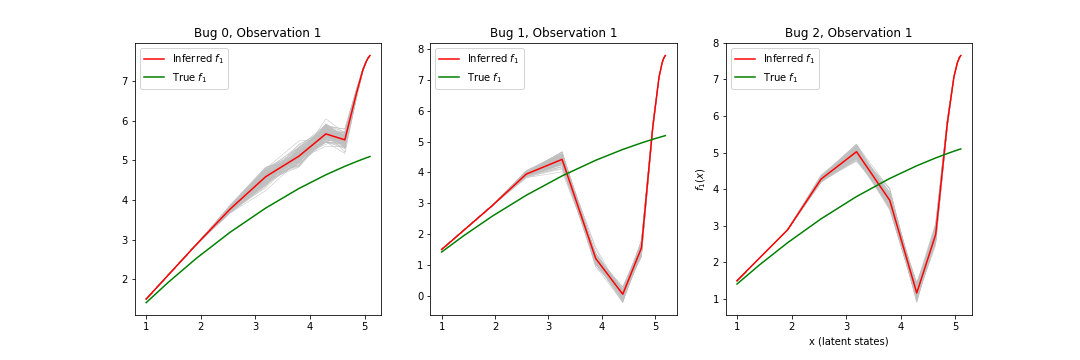 Bug 0, Observation 1
Inferred f₁
True f₁
7
6
5
4
3
2
1 2 3 4 5
Bug 1, Observation 1
Inferred f₁
True f₁
8
7
6
5
4
3
2
1
0
1 2 3 4 5
Bug 2, Observation 1
Inferred f₁
True f₁
f₁(x)
8
7
6
5
4
3
2
1
1 2 3 4 5
x (latent states)